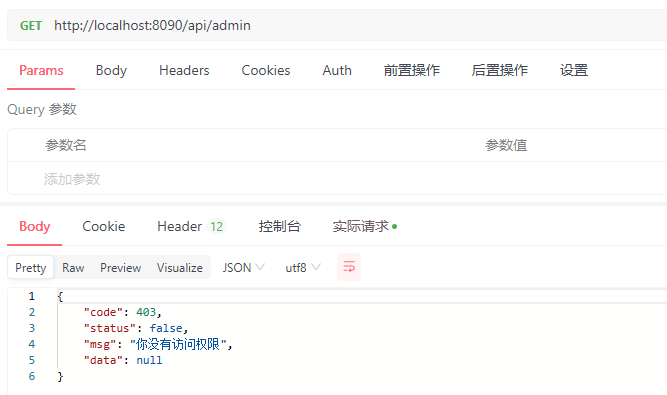 GET http://localhost:8090/api/admin
Params Body Headers Cookies Auth 前置操作 后置操作 设置
Query 参数
参数名 参数值
添加参数
Body Cookie Header 12 控制台 实际请求
Pretty Raw Preview Visualize JSON utf8
1 {
2 "code": 403,
3 "status": false,
4 "msg": "你没有访问权限",
5 "data": null
6 }